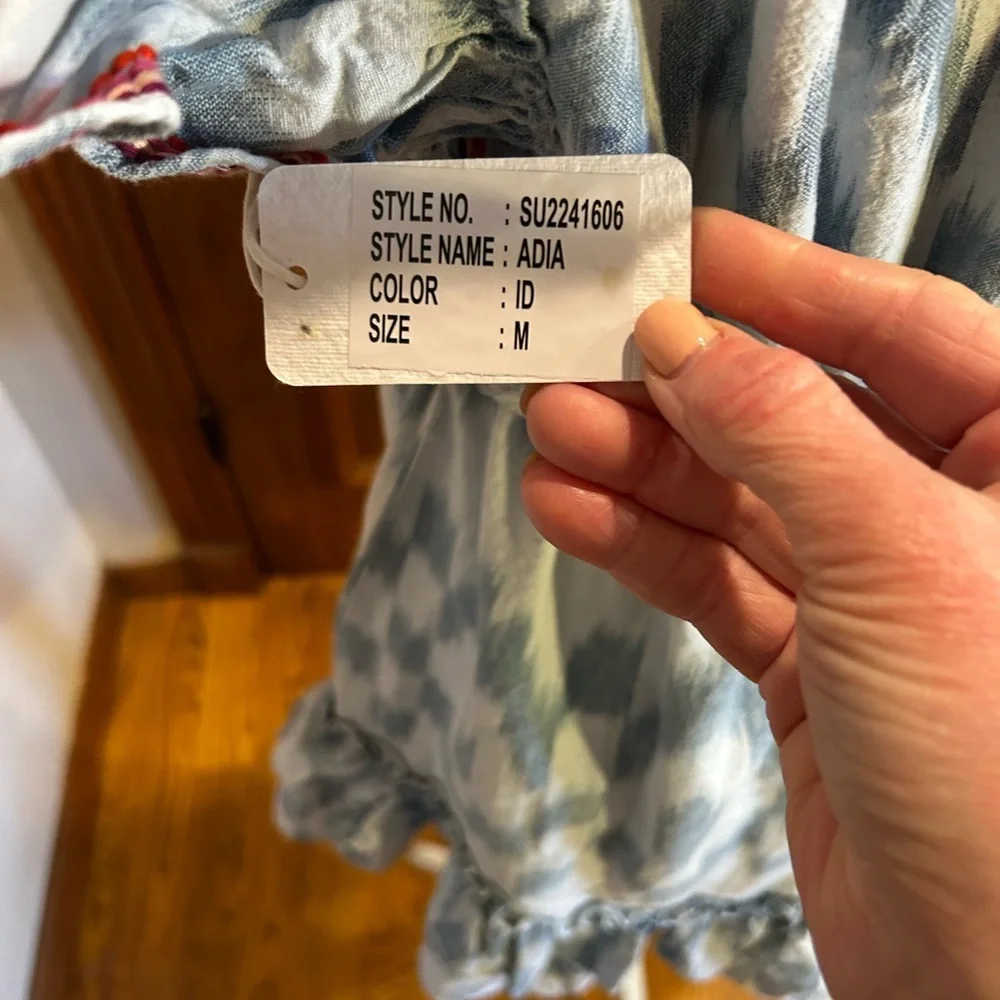 STYLE NO. : SU2241606
STYLE NAME : ADIA
COLOR : ID
SIZE : M